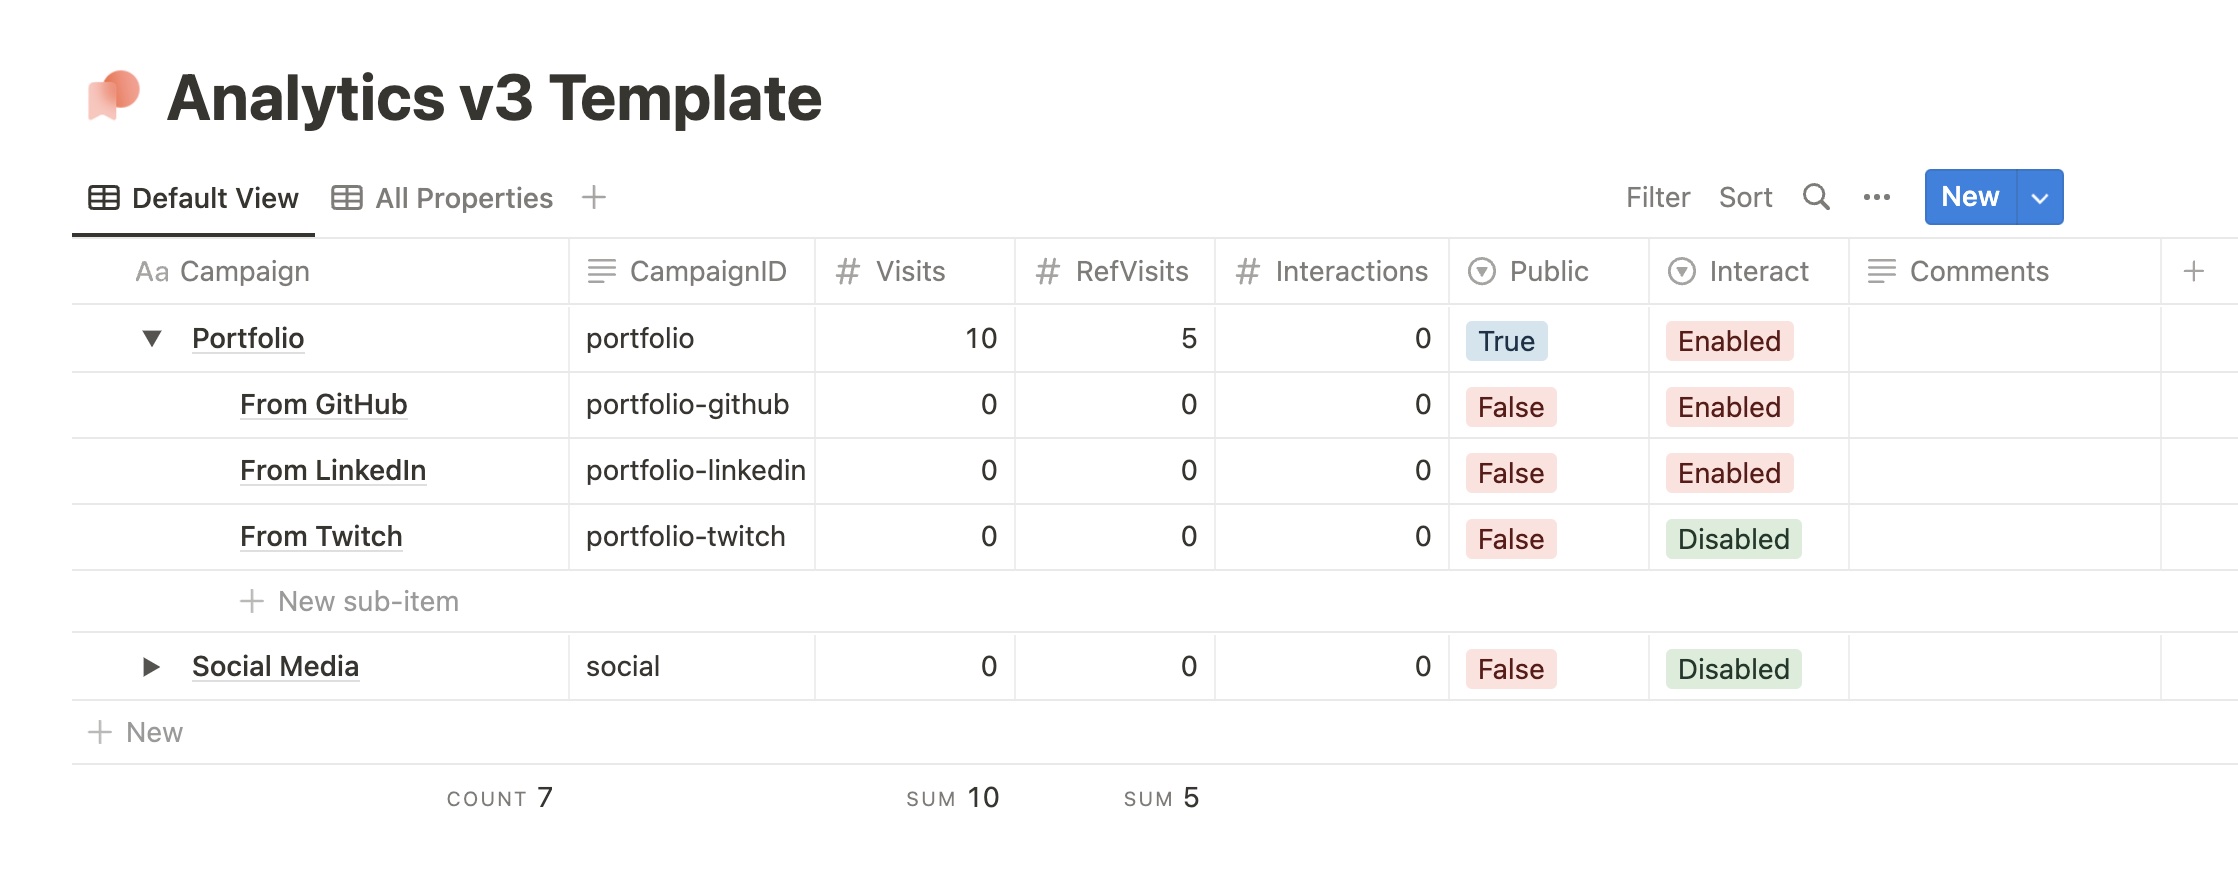 Analytics v3 Template
Default View All Properties Filter Sort New
Aa Campaign CampaignID # Visits # RefVisits # Interactions Public Interact Comments
Portfolio portfolio 10 5 0 True Enabled
From GitHub portfolio-github 0 0 0 False Enabled
From LinkedIn portfolio-linkedin 0 0 0 False Enabled
From Twitch portfolio-twitch 0 0 0 False Disabled
+ New sub-item
Social Media social 0 0 0 False Disabled
+ New
COUNT 7 SUM 10 SUM 5